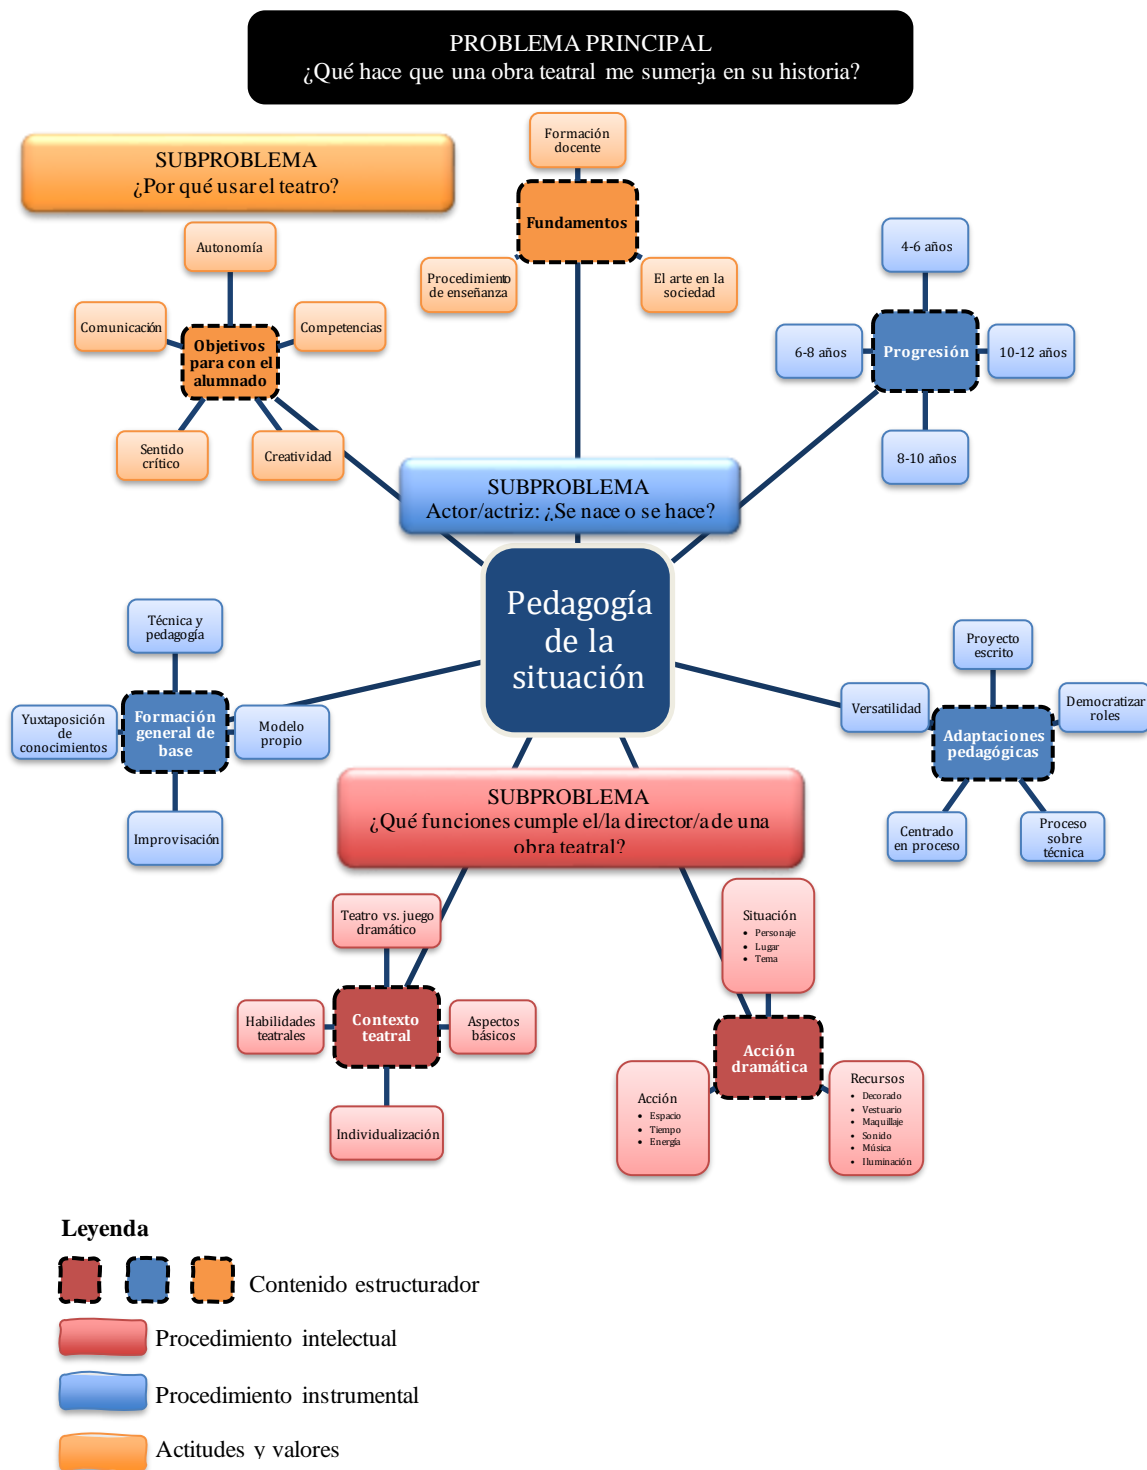 PROBLEMA PRINCIPAL
¿Qué hace que una obra teatral me sumerja en su historia?
SUBPROBLEMA
¿Por qué usar el teatro?
Formación
docente
Fundamentos
Procedimiento
de enseñanza
El arte en la
sociedad
Autonomía
Comunicación
Competencias
Objetivos
para con el
alumnado
Sentido
crítico
Creatividad
4-6 años
6-8 años
Progresión
10-12 años
8-10 años
SUBPROBLEMA
Actor/actriz: ¿Se nace o se hace?
Pedagogía
de la
situación
Técnica y
pedagogía
Yuxtaposición
de
conocimientos
Formación
general de
base
Modelo
propio
Improvisación
Proyecto
escrito
Versatilidad
Democratizar
roles
Adaptaciones
pedagógicas
Centrado
en proceso
Proceso
sobre
técnica
SUBPROBLEMA
¿Qué funciones cumple el/la director/a de una
obra teatral?
Teatro vs. juego
dramático
Habilidades
teatrales
Contexto
teatral
Aspectos
básicos
Individualización
Situación
• Personaje
• Lugar
• Tema
Acción
dramática
Acción
• Espacio
• Tiempo
• Energía
Recursos
• Decorado
• Vestuario
• Maquillaje
• Sonido
• Música
• Iluminación
Leyenda
Contenido estructurador
Procedimiento intelectual
Procedimiento instrumental
Actitudes y valores